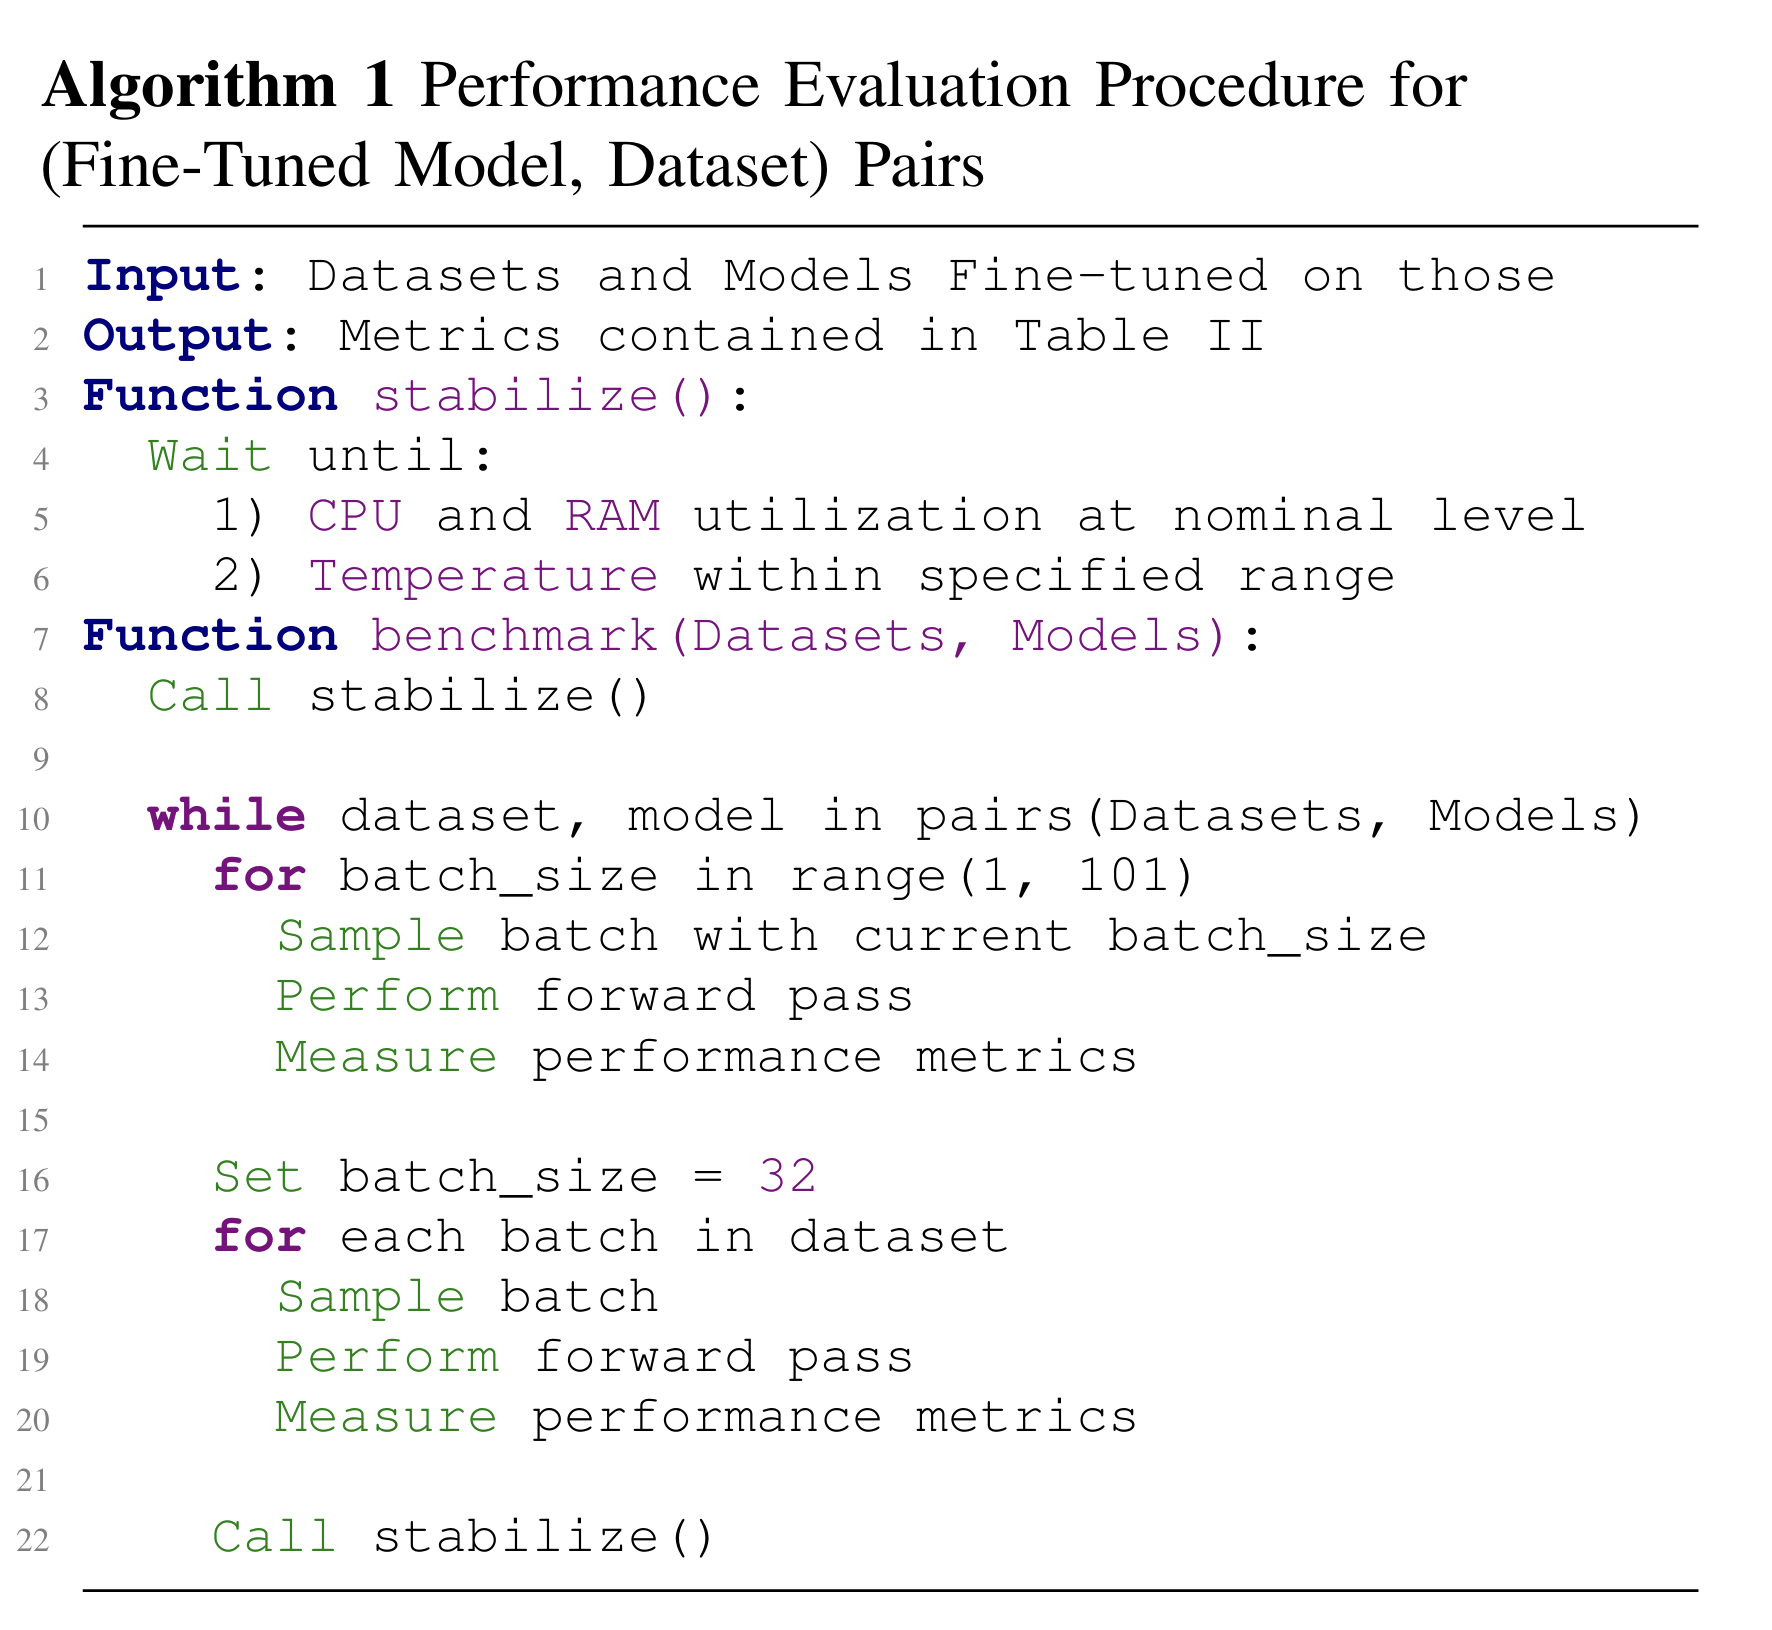 Algorithm 1 Performance Evaluation Procedure for
(Fine-Tuned Model, Dataset) Pairs
1 Input: Datasets and Models Fine-tuned on those
2 Output: Metrics contained in Table II
3 Function stabilize():
4 Wait until:
5 1) CPU and RAM utilization at nominal level
6 2) Temperature within specified range
7 Function benchmark(Datasets, Models):
8 Call stabilize()
9
10 while dataset, model in pairs(Datasets, Models)
11 for batch_size in range(1, 101)
12 Sample batch with current batch_size
13 Perform forward pass
14 Measure performance metrics
15
16 Set batch_size = 32
17 for each batch in dataset
18 Sample batch
19 Perform forward pass
20 Measure performance metrics
21
22 Call stabilize()